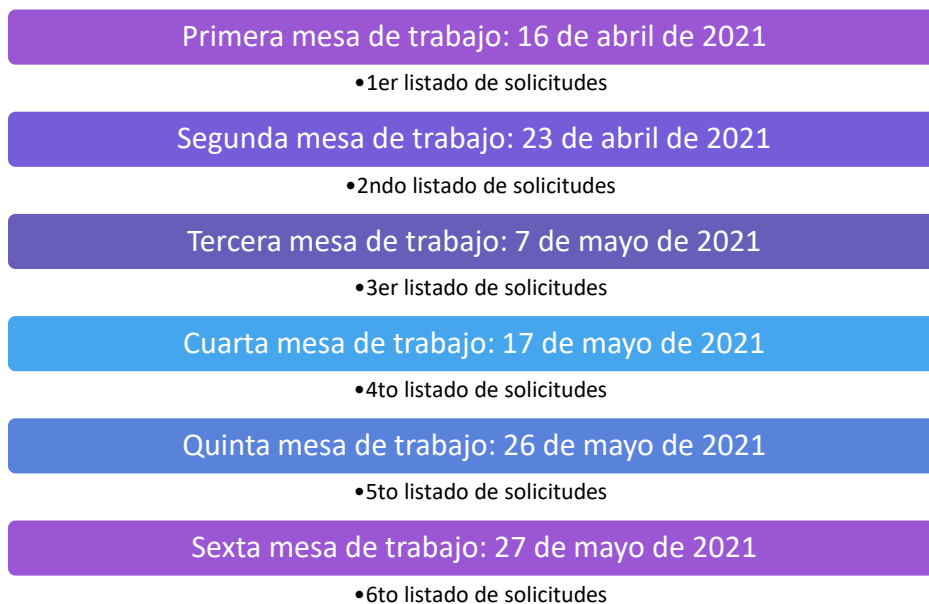 Primera mesa de trabajo: 16 de abril de 2021
•1er listado de solicitudes
Segunda mesa de trabajo: 23 de abril de 2021
•2ndo listado de solicitudes
Tercera mesa de trabajo: 7 de mayo de 2021
•3er listado de solicitudes
Cuarta mesa de trabajo: 17 de mayo de 2021
•4to listado de solicitudes
Quinta mesa de trabajo: 26 de mayo de 2021
•5to listado de solicitudes
Sexta mesa de trabajo: 27 de mayo de 2021
•6to listado de solicitudes